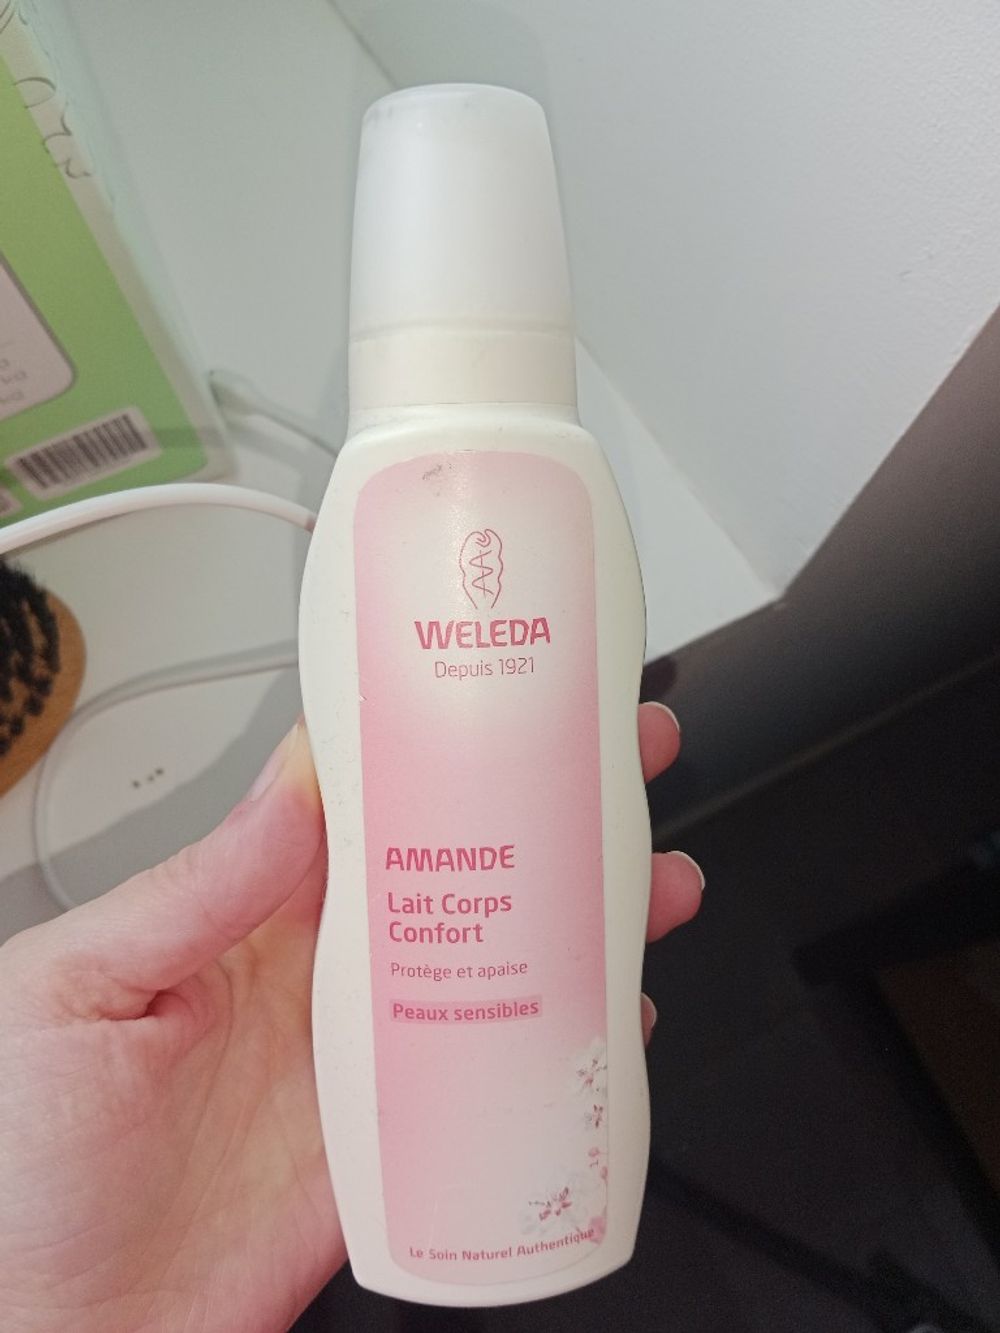 WELEDA
Depuis 1921
AMANDE
Lait Corps
Confort
Protège et apaise
Peaux sensibles
Le Soin Naturel Authentique